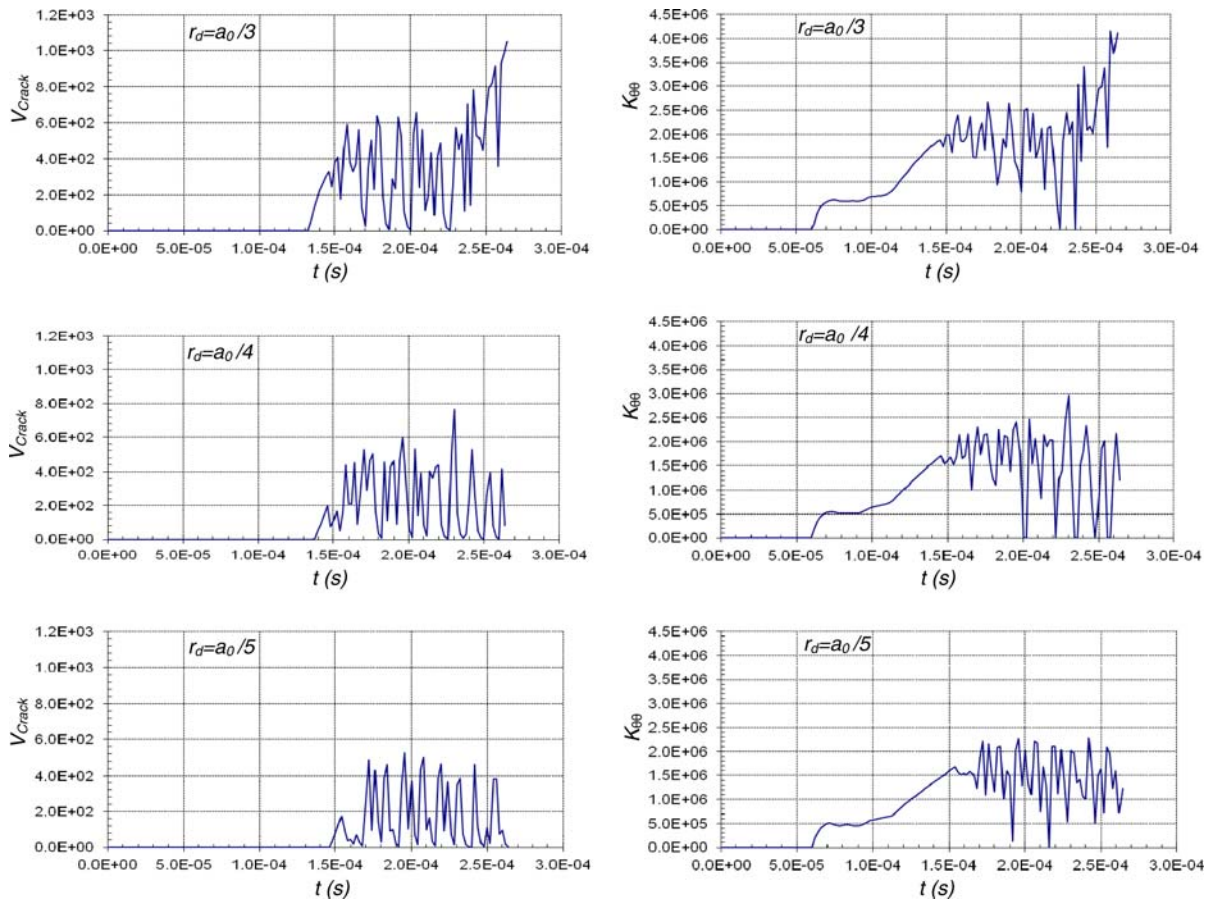 1.2E+03
1.0E+03
8.0E+02
6.0E+02
4.0E+02
2.0E+02
0.0E+00
V_Crack
r_d=a_0/3
0.0E+00 5.0E-05 1.0E-04 1.5E-04 2.0E-04 2.5E-04 3.0E-04
t (s)
4.5E+06
4.0E+06
3.5E+06
3.0E+06
2.5E+06
2.0E+06
1.5E+06
1.0E+06
5.0E+05
0.0E+00
K_θθ
r_d=a_0/3
0.0E+00 5.0E-05 1.0E-04 1.5E-04 2.0E-04 2.5E-04 3.0E-04
t (s)
1.2E+03
1.0E+03
8.0E+02
6.0E+02
4.0E+02
2.0E+02
0.0E+00
V_Crack
r_d=a_0/4
0.0E+00 5.0E-05 1.0E-04 1.5E-04 2.0E-04 2.5E-04 3.0E-04
t (s)
4.5E+06
4.0E+06
3.5E+06
3.0E+06
2.5E+06
2.0E+06
1.5E+06
1.0E+06
5.0E+05
0.0E+00
K_θθ
r_d=a_0/4
0.0E+00 5.0E-05 1.0E-04 1.5E-04 2.0E-04 2.5E-04 3.0E-04
t (s)
1.2E+03
1.0E+03
8.0E+02
6.0E+02
4.0E+02
2.0E+02
0.0E+00
V_Crack
r_d=a_0/5
0.0E+00 5.0E-05 1.0E-04 1.5E-04 2.0E-04 2.5E-04 3.0E-04
t (s)
4.5E+06
4.0E+06
3.5E+06
3.0E+06
2.5E+06
2.0E+06
1.5E+06
1.0E+06
5.0E+05
0.0E+00
K_θθ
r_d=a_0/5
0.0E+00 5.0E-05 1.0E-04 1.5E-04 2.0E-04 2.5E-04 3.0E-04
t (s)